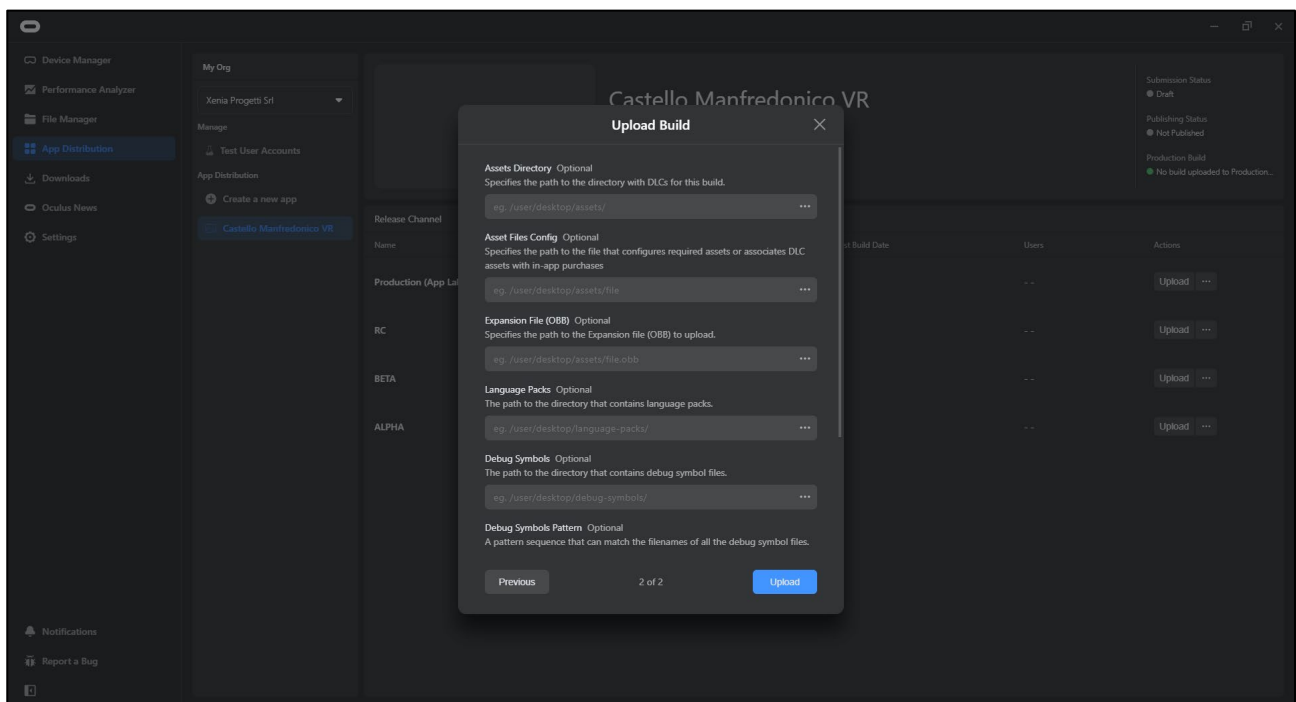 Device Manager
Performance Analyzer
File Manager
App Distribution
Downloads
Oculus News
Settings
Notifications
Report a Bug
My Org
Xenia Progetti Srl
Manage
Test User Accounts
App Distribution
Create a new app
Castello Manfredonico VR
Castello Manfredonico VR
Submission Status
Draft
Publishing Status
Not Published
Production Build
No build uploaded to Production...
Release Channel
Name
st Build Date
Users
Actions
Production (App La
- -
Upload ...
RC
- -
Upload ...
BETA
- -
Upload ...
ALPHA
- -
Upload ...
Upload Build
Assets Directory Optional
Specifies the path to the directory with DLCs for this build.
eg. /user/desktop/assets/
Asset Files Config Optional
Specifies the path to the file that configures required assets or associates DLC
assets with in-app purchases
eg. /user/desktop/assets/file
Expansion File (OBB) Optional
Specifies the path to the Expansion file (OBB) to upload.
eg. /user/desktop/assets/file.obb
Language Packs Optional
The path to the directory that contains language packs.
eg. /user/desktop/language-packs/
Debug Symbols Optional
The path to the directory that contains debug symbol files.
eg. /user/desktop/debug-symbols/
Debug Symbols Pattern Optional
A pattern sequence that can match the filenames of all the debug symbol files.
Previous
2 of 2
Upload